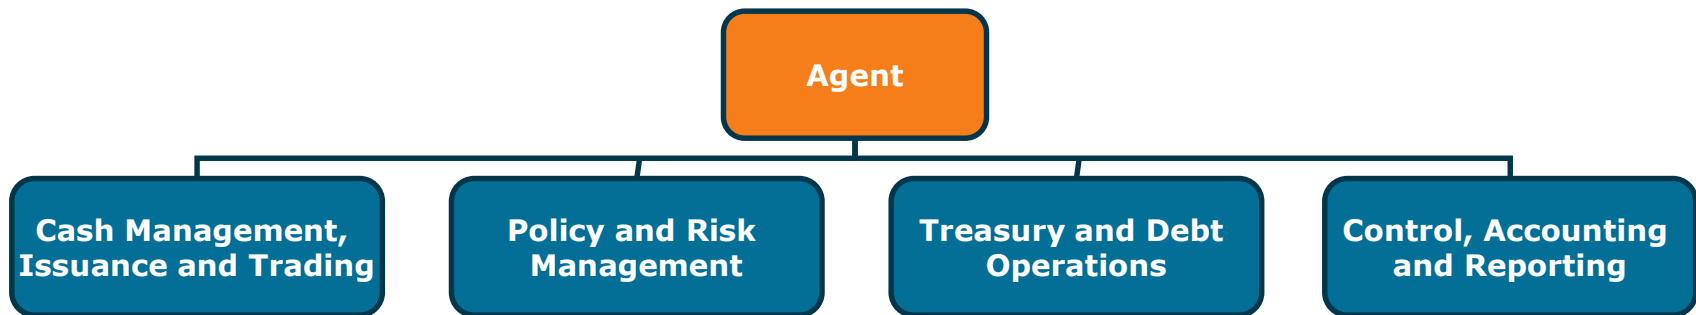 Agent
Cash Management,
Issuance and Trading
Policy and Risk
Management
Treasury and Debt
Operations
Control, Accounting
and Reporting